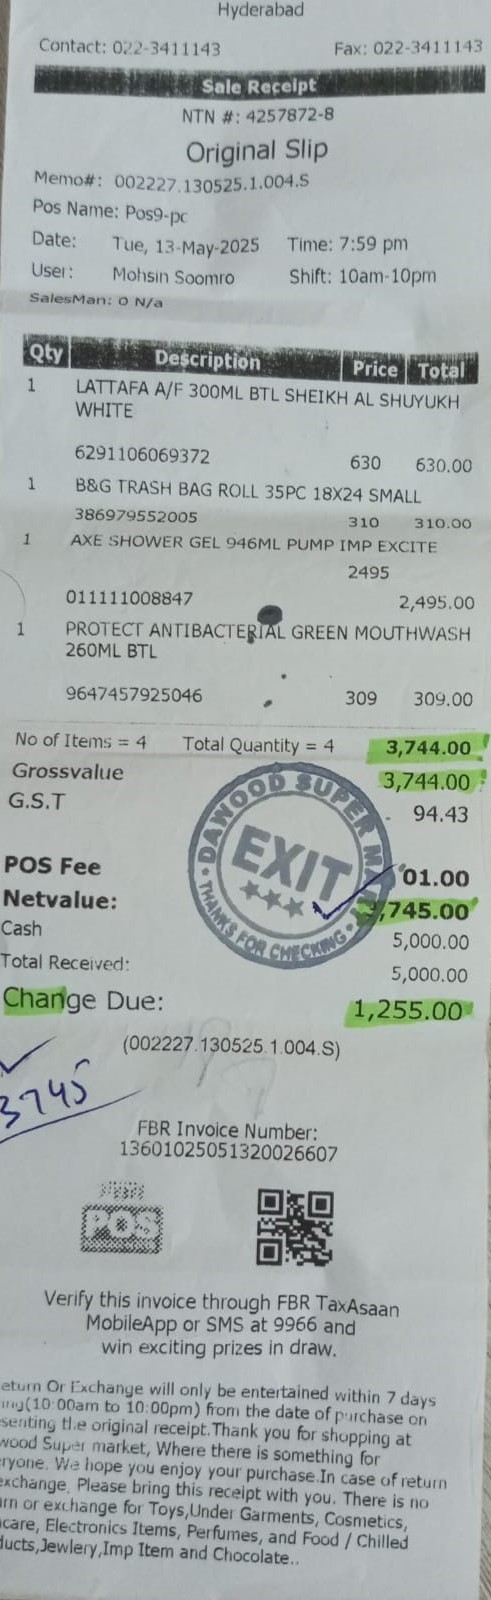 Hyderabad
Contact: 022-3411143 Fax: 022-3411143
Sale Receipt
NTN #: 4257872-8
Original Slip
Memo#: 002227.130525.1.004.S
Pos Name: Pos9-pc
Date: Tue, 13-May-2025 Time: 7:59 pm
User: Mohsin Soomro Shift: 10am-10pm
SalesMan: 0 N/a
Qty Description Price Total
1 LATTAFA A/F 300ML BTL SHEIKH AL SHUYUKH
WHITE
6291106069372 630 630.00
1 B&G TRASH BAG ROLL 35PC 18X24 SMALL
386979552005 310 310.00
1 AXE SHOWER GEL 946ML PUMP IMP EXCITE
2495
011111008847 2,495.00
1 PROTECT ANTIBACTERIAL GREEN MOUTHWASH
260ML BTL
9647457925046 309 309.00
No of Items = 4 Total Quantity = 4 3,744.00
Grossvalue 3,744.00
G.S.T 94.43
DAWOOD SUPER
EXIT
THANKS FOR CHECKING
POS Fee 01.00
Netvalue: 3,745.00
Cash 5,000.00
Total Received: 5,000.00
Change Due: 1,255.00
(002227.130525.1.004.S)
3745
FBR Invoice Number:
13601025051320026607
POS
Verify this invoice through FBR TaxAsaan
MobileApp or SMS at 9966 and
win exciting prizes in draw.
eturn Or Exchange will only be entertained within 7 days
(10:00am to 10:00pm) from the date of purchase on
senting the original receipt.Thank you for shopping at
wood Super market, Where there is something for
ryone. We hope you enjoy your purchase.In case of return
exchange, Please bring this receipt with you. There is no
rn or exchange for Toys,Under Garments, Cosmetics,
care, Electronics Items, Perfumes, and Food / Chilled
ducts,Jewlery,Imp Item and Chocolate..